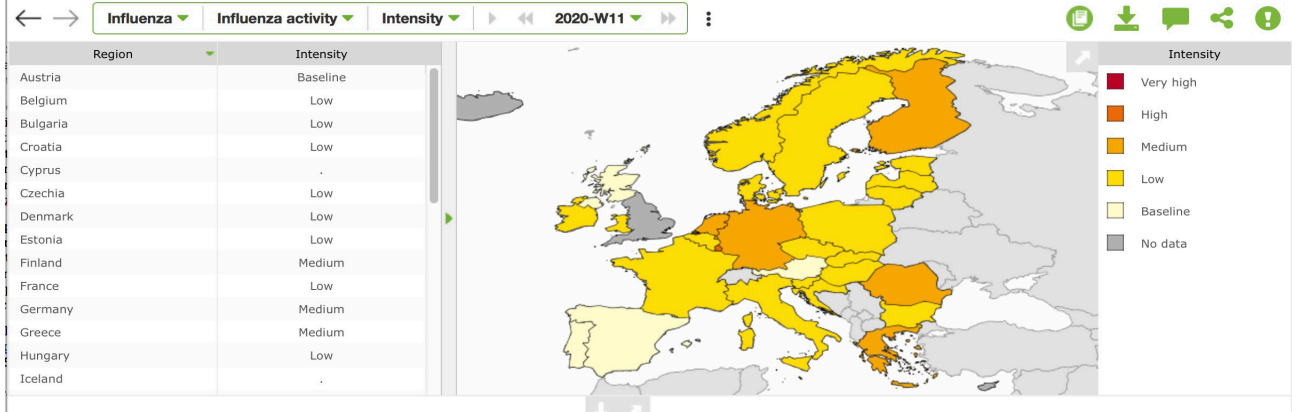 Influenza Influenza activity Intensity 2020-W11
Region Intensity
Austria Baseline
Belgium Low
Bulgaria Low
Croatia Low
Cyprus .
Czechia Low
Denmark Low
Estonia Low
Finland Medium
France Low
Germany Medium
Greece Medium
Hungary Low
Iceland .
Intensity
Very high
High
Medium
Low
Baseline
No data